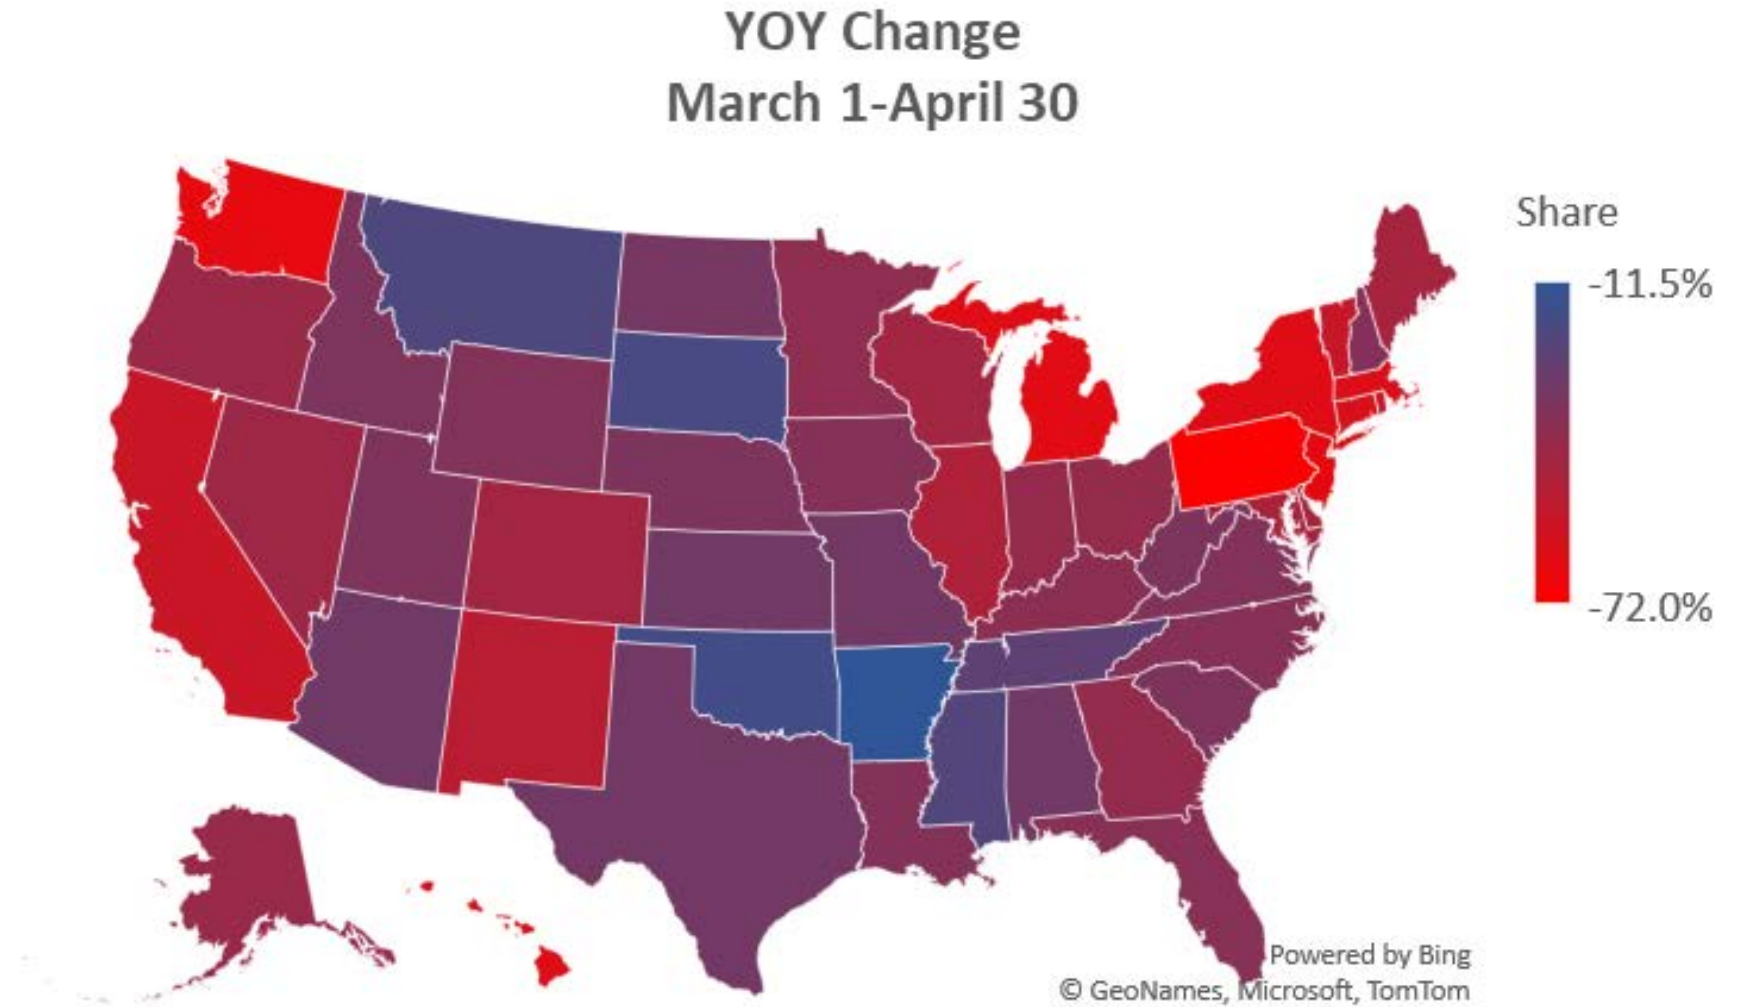 YOY Change
March 1-April 30
Share
-11.5%
-72.0%
Powered by Bing
© GeoNames, Microsoft, TomTom